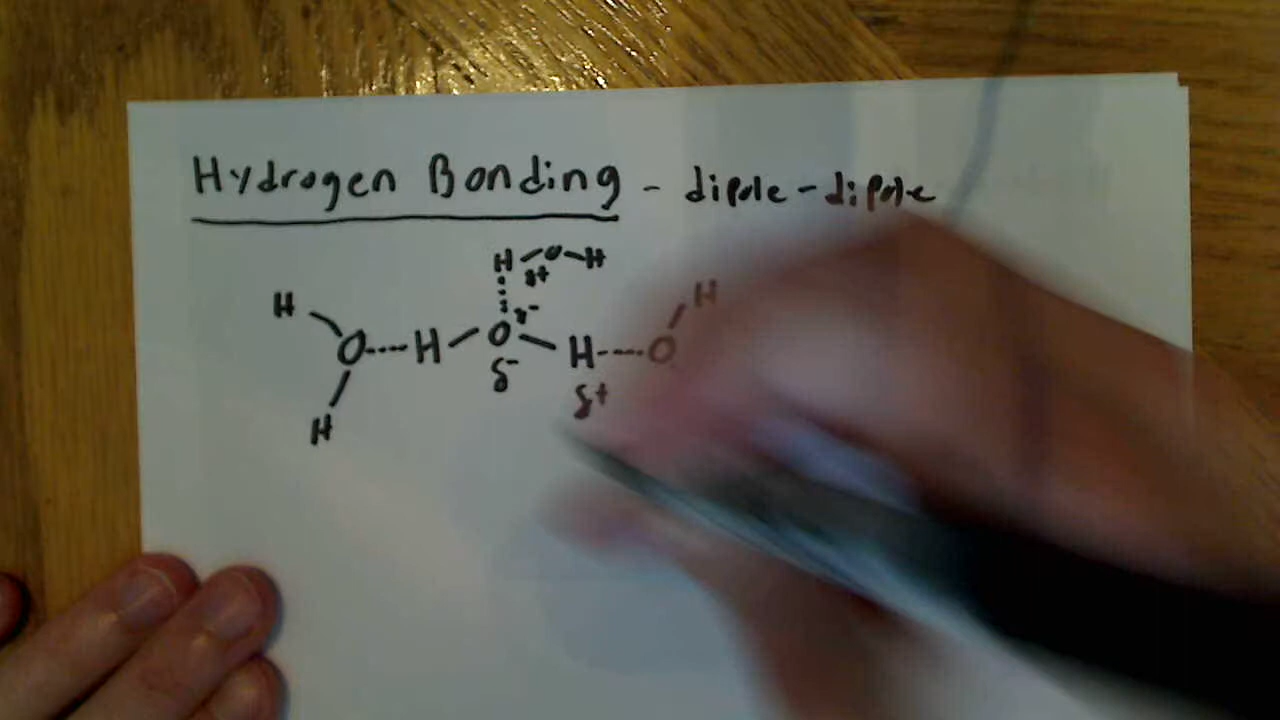 Hydrogen Bonding - dipole-dipole
H-O-H
δ+
H
δ-
H
O----H-O-H----O
δ- δ+
H